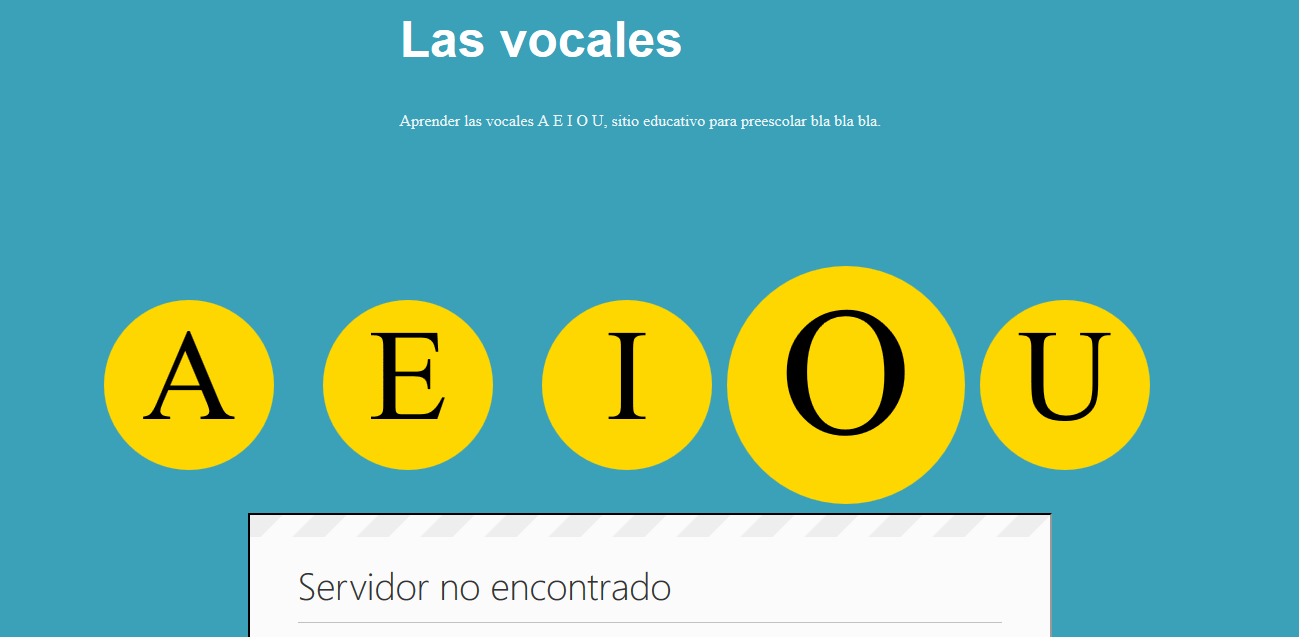 Las vocales
Aprender las vocales A E I O U, sitio educativo para preescolar bla bla bla.
A E I O U
Servidor no encontrado